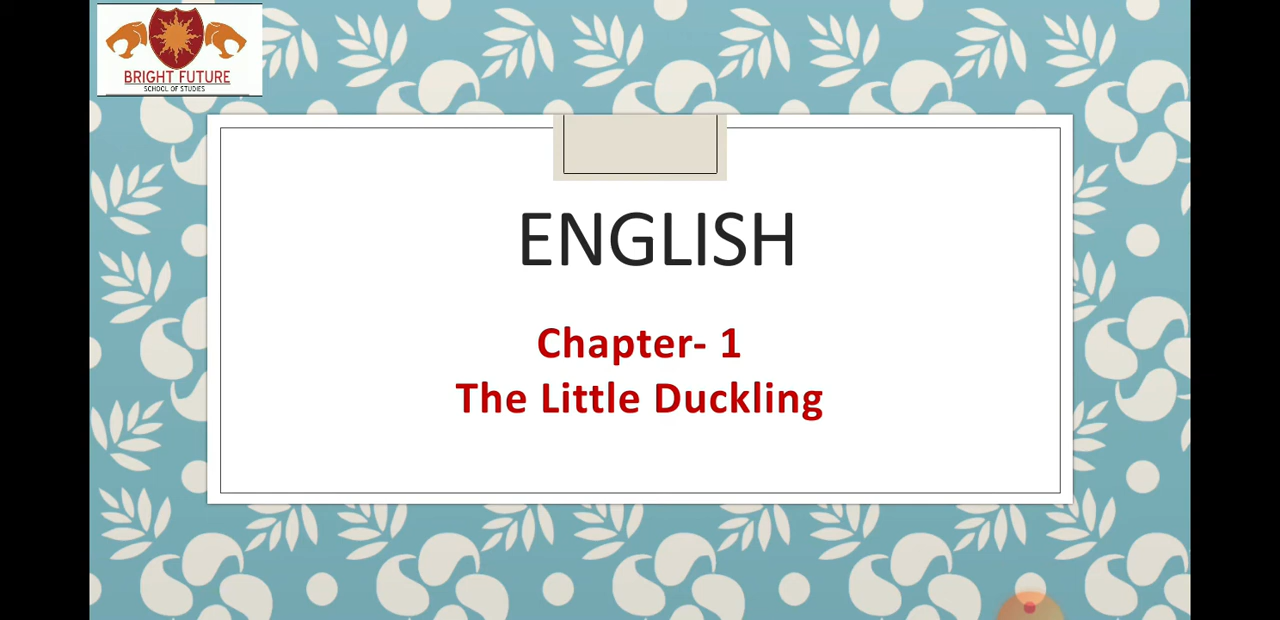 BRIGHT FUTURE
SCHOOL OF STUDIES
ENGLISH
Chapter- 1
The Little Duckling